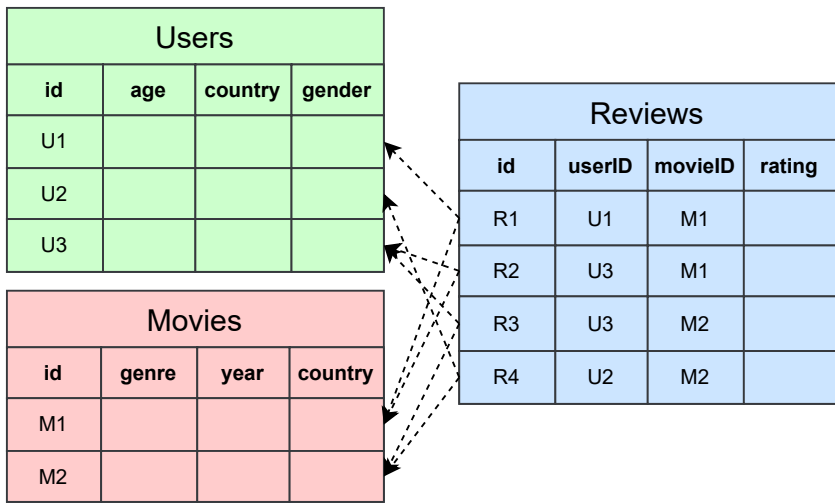 Users
id age country gender
U1
U2
U3
Movies
id genre year country
M1
M2
Reviews
id userID movieID rating
R1 U1 M1
R2 U3 M1
R3 U3 M2
R4 U2 M2